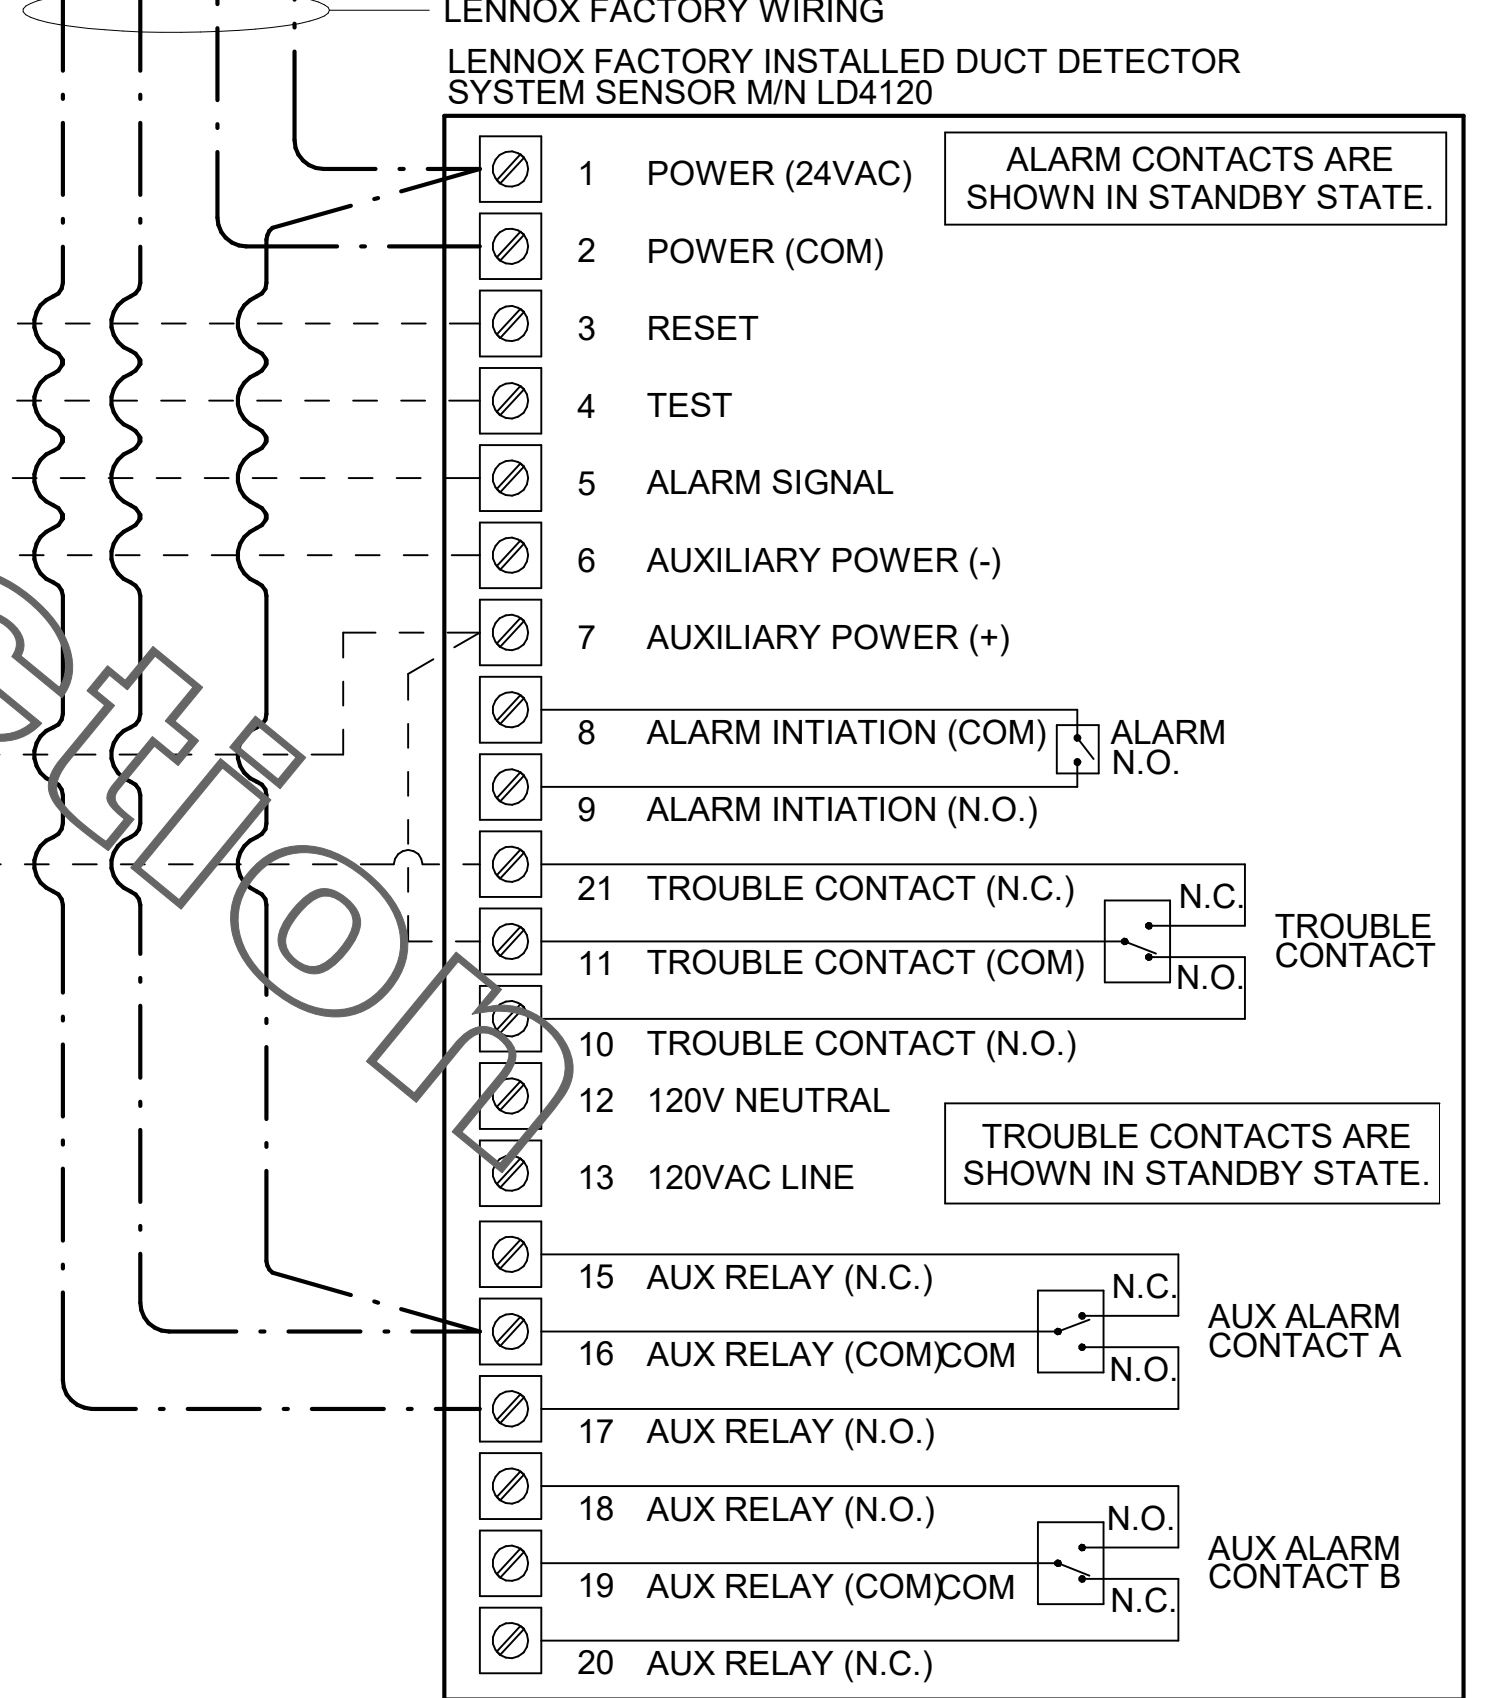 LENNOX FACTORY WIRING
LENNOX FACTORY INSTALLED DUCT DETECTOR
SYSTEM SENSOR M/N LD4120
1 POWER (24VAC)
ALARM CONTACTS ARE
SHOWN IN STANDBY STATE.
2 POWER (COM)
3 RESET
4 TEST
5 ALARM SIGNAL
6 AUXILIARY POWER (-)
7 AUXILIARY POWER (+)
8 ALARM INTIATION (COM)
ALARM
N.O.
9 ALARM INTIATION (N.O.)
21 TROUBLE CONTACT (N.C.)
N.C.
TROUBLE
CONTACT
11 TROUBLE CONTACT (COM)
N.O.
10 TROUBLE CONTACT (N.O.)
12 120V NEUTRAL
TROUBLE CONTACTS ARE
SHOWN IN STANDBY STATE.
13 120VAC LINE
15 AUX RELAY (N.C.)
N.C.
AUX ALARM
CONTACT A
16 AUX RELAY (COM)COM
N.O.
17 AUX RELAY (N.O.)
18 AUX RELAY (N.O.)
N.O.
AUX ALARM
CONTACT B
19 AUX RELAY (COM)COM
N.C.
20 AUX RELAY (N.C.)
ction